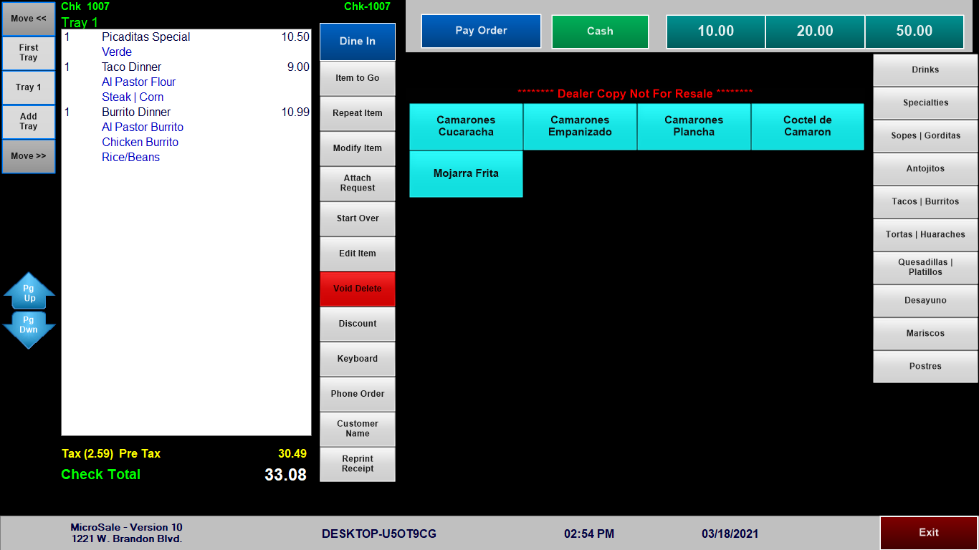 Move <<
First
Tray
Tray 1
Add
Tray
Move >>
Pg
Up
Pg
Dwn
Chk 1007
Chk-1007
Tray 1
1 Picaditas Special 10.50
Verde
1 Taco Dinner 9.00
Al Pastor Flour
Steak | Corn
1 Burrito Dinner 10.99
Al Pastor Burrito
Chicken Burrito
Rice/Beans
Tax (2.59) Pre Tax 30.49
Check Total 33.08
Dine In
Item to Go
Repeat Item
Modify Item
Attach
Request
Start Over
Edit Item
Void Delete
Discount
Keyboard
Phone Order
Customer
Name
Reprint
Receipt
Pay Order
Cash
10.00
20.00
50.00
******** Dealer Copy Not For Resale ********
Camarones
Cucaracha
Camarones
Empanizado
Camarones
Plancha
Coctel de
Camaron
Mojarra Frita
Drinks
Specialties
Sopes | Gorditas
Antojitos
Tacos | Burritos
Tortas | Huaraches
Quesadillas |
Platillos
Desayuno
Mariscos
Postres
MicroSale - Version 10
1221 W. Brandon Blvd.
DESKTOP-U5OT9CG
02:54 PM
03/18/2021
Exit